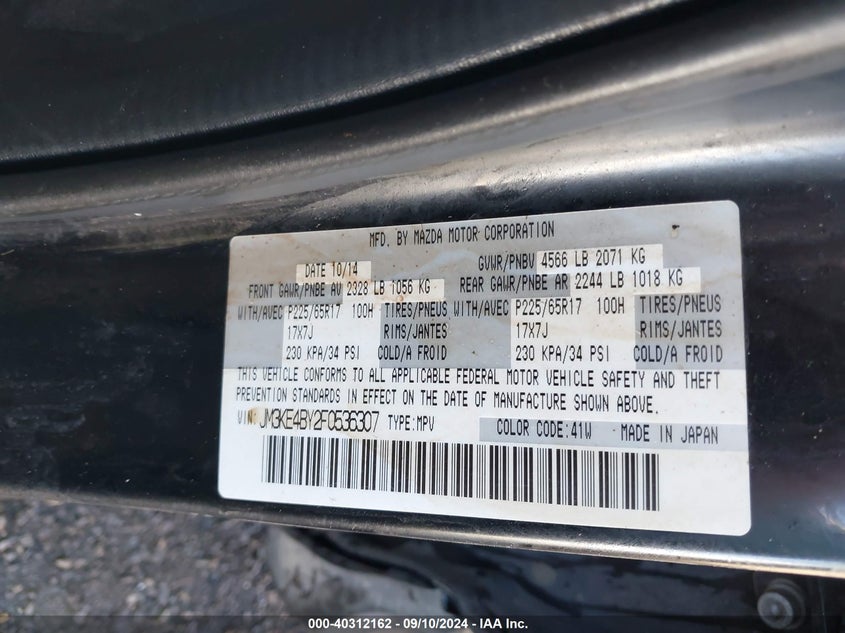 MFD. BY MAZDA MOTOR CORPORATION
DATE 10/14 GVWR/PNBV 4566 LB 2071 KG
FRONT GAWR/PNBE AV 2328 LB 1056 KG REAR GAWR/PNBE AR 2244 LB 1018 KG
WITH/AVEC P225/65R17 100H TIRES/PNEUS WITH/AVEC P225/65R17 100H TIRES/PNEUS
17X7J RIMS/JANTES 17X7J RIMS/JANTES
230 KPA/34 PSI COLD/A FROID 230 KPA/34 PSI COLD/A FROID
THIS VEHICLE CONFORMS TO ALL APPLICABLE FEDERAL MOTOR VEHICLE SAFETY AND THEFT
PREVENTION STANDARDS IN EFFECT ON THE DATE OF MANUFACTURE SHOWN ABOVE.
VIN: JM3KE4BY2F0536307 TYPE:MPV COLOR CODE:41W MADE IN JAPAN
000-40312162 - 09/10/2024 - IAA Inc.